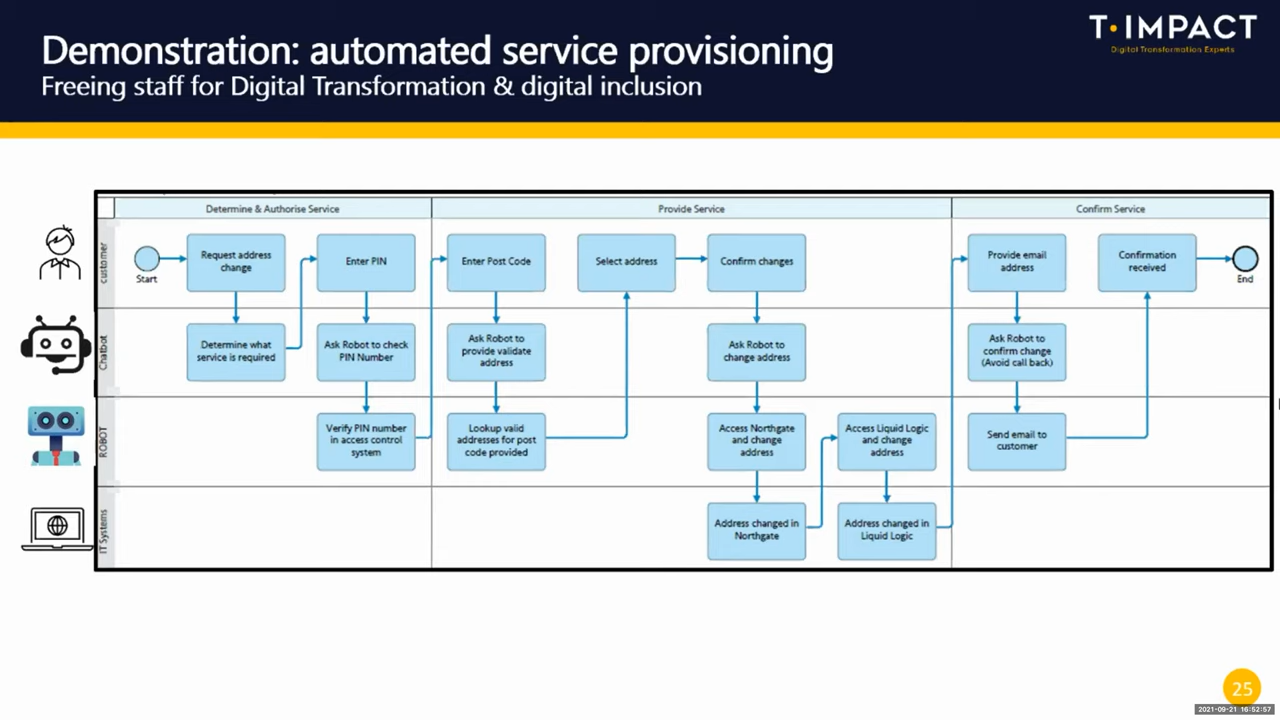 Demonstration: automated service provisioning
Freeing staff for Digital Transformation & digital inclusion
T·IMPACT
Digital Transformation Experts
Determine & Authorise Service
Provide Service
Confirm Service
customer
Start
Request address
change
Enter PIN
Enter Post Code
Select address
Confirm changes
Provide email
address
Confirmation
received
End
Chatbot
Determine what
service is required
Ask Robot to check
PIN Number
Ask Robot to
provide validate
address
Ask Robot to
change address
Ask Robot to
confirm change
(Avoid call back)
ROBOT
Verify PIN number
in access control
system
Lookup valid
addresses for post
code provided
Access Northgate
and change
address
Access Liquid Logic
and change
address
Send email to
customer
IT Systems
Address changed in
Northgate
Address changed in
Liquid Logic
25
2021-09-21 16:52:57